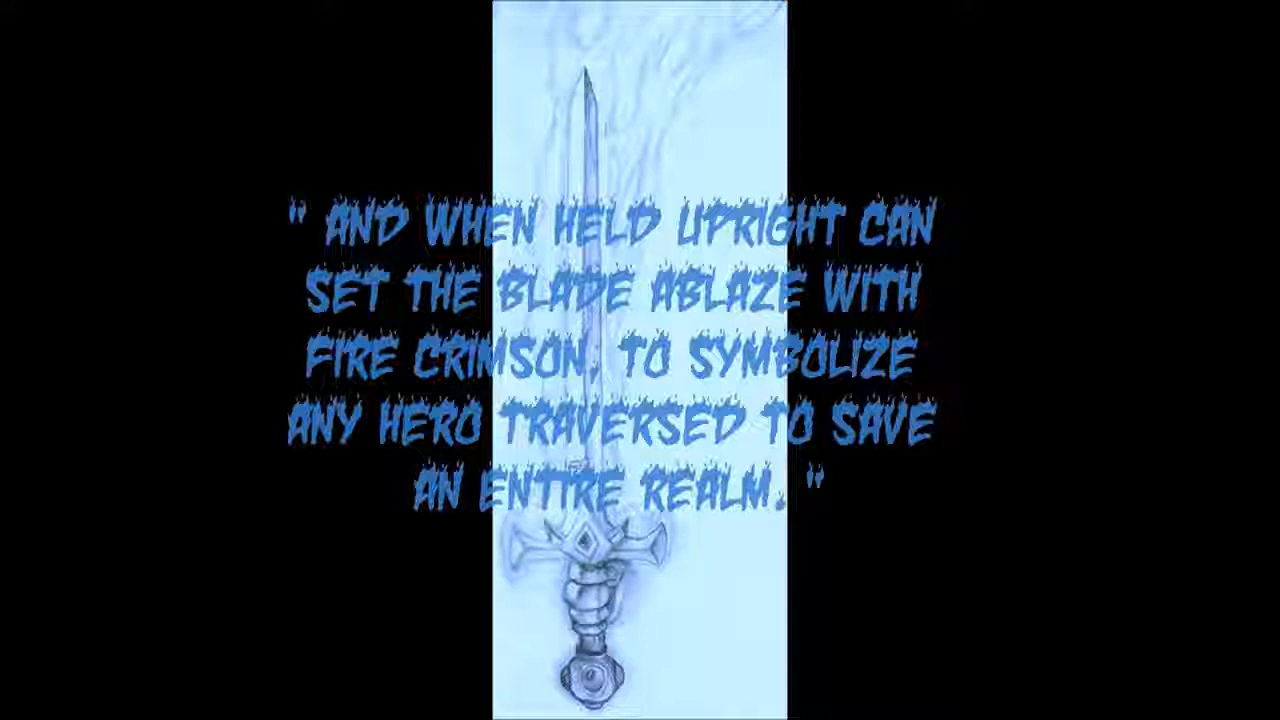 " AND WHEN HELD UPRIGHT CAN
SET THE BLADE ABLAZE WITH
FIRE CRIMSON, TO SYMBOLIZE
ANY HERO TRAVERSED TO SAVE
AN ENTIRE REALM. "